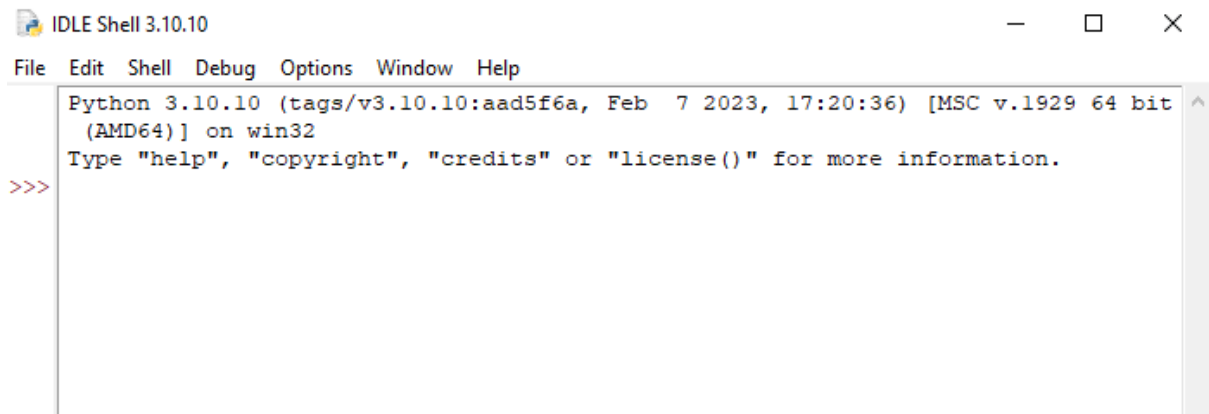 IDLE Shell 3.10.10
File Edit Shell Debug Options Window Help
Python 3.10.10 (tags/v3.10.10:aad5f6a, Feb  7 2023, 17:20:36) [MSC v.1929 64 bit
 (AMD64)] on win32
Type "help", "copyright", "credits" or "license()" for more information.
>>>